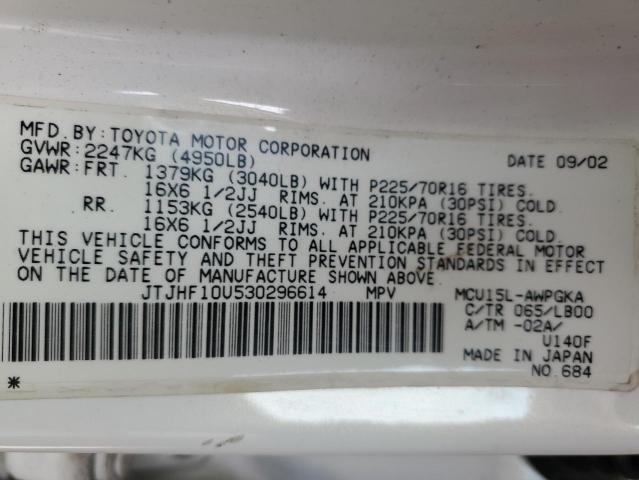 MFD. BY: TOYOTA MOTOR CORPORATION DATE 09/02
GVWR: 2247KG (4950LB)
GAWR: FRT. 1379KG (3040LB) WITH P225/70R16 TIRES.
16X6 1/2JJ RIMS. AT 210KPA (30PSI) COLD.
RR. 1153KG (2540LB) WITH P225/70R16 TIRES.
16X6 1/2JJ RIMS. AT 210KPA (30PSI) COLD.
THIS VEHICLE CONFORMS TO ALL APPLICABLE FEDERAL MOTOR
VEHICLE SAFETY AND THEFT PREVENTION STANDARDS IN EFFECT
ON THE DATE OF MANUFACTURE SHOWN ABOVE.
JTJHF10U530296614 MPV MCU15L-AWPGKA
C/TR 065/LB00
A/TM -02A/
U140F
MADE IN JAPAN
* NO.684